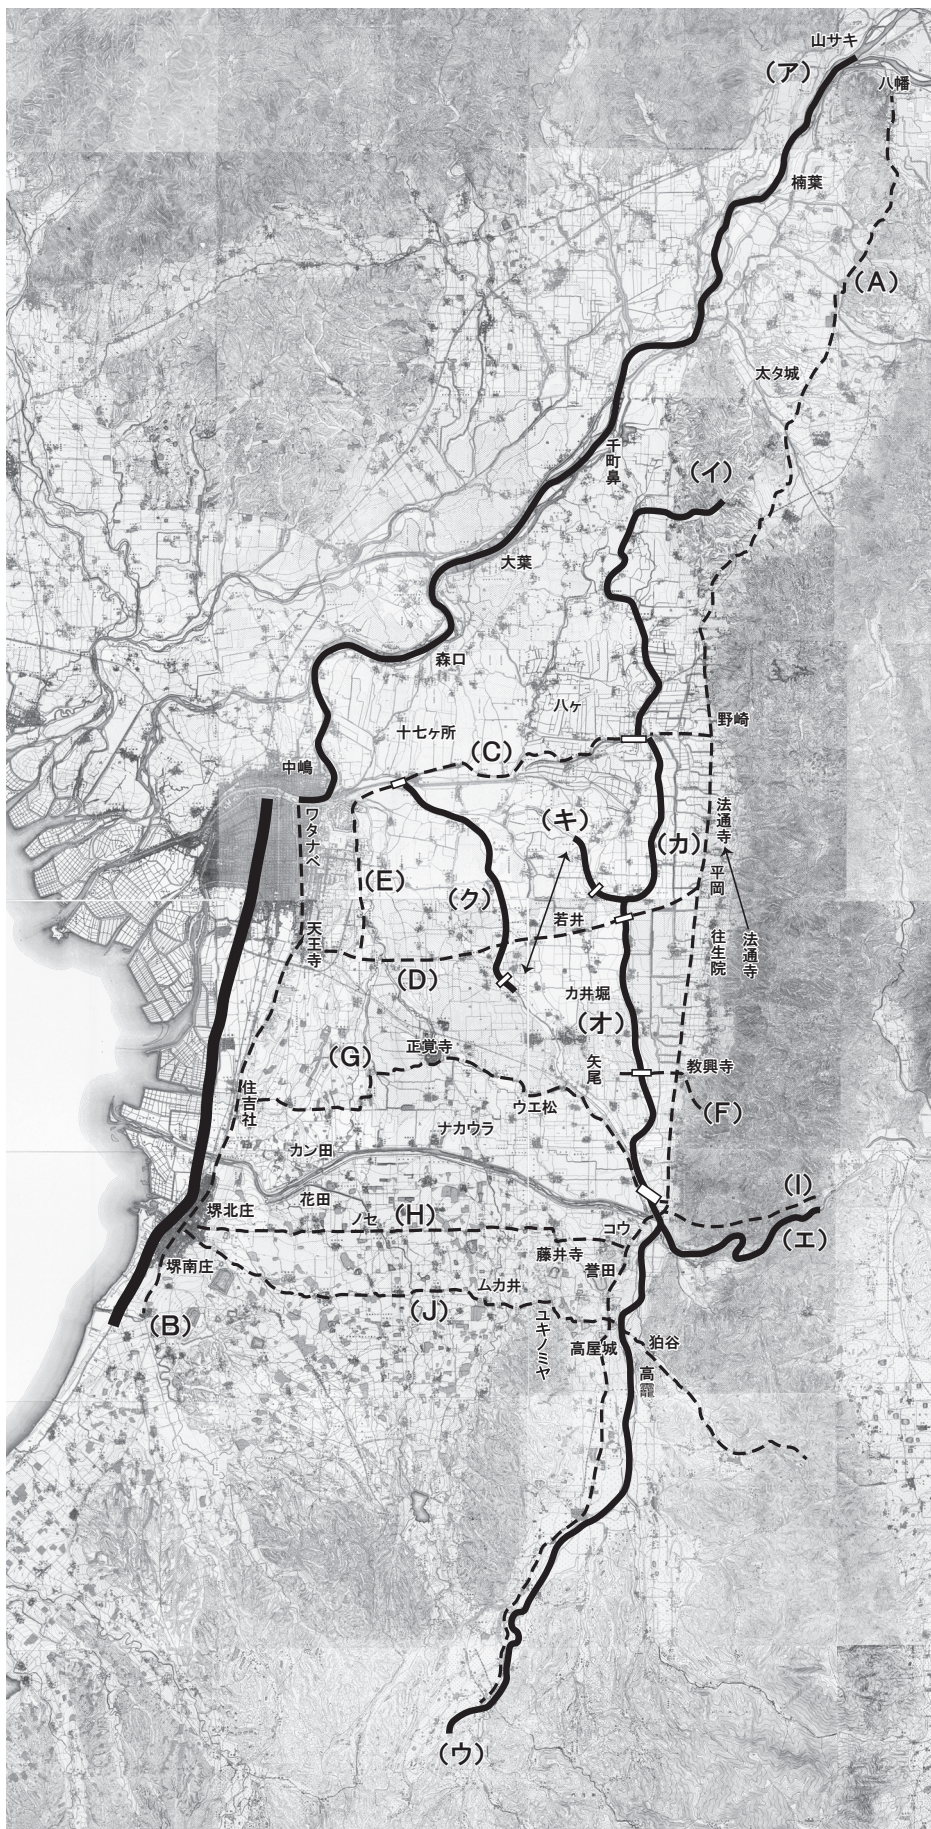 山サキ
（ア）
八幡
楠葉
（A）
太タ城
千町鼻
（イ）
大葉
森口
八ヶ
野崎
十七ヶ所
（C）
中嶋
ワタナベ
（キ）
法通寺
（カ）
平岡
（E）
（ク）
若井
天王寺
往生院
法通寺
（D）
カ井堀
（オ）
正覚寺
（G）
矢尾
教興寺
住吉社
ウエ松
（F）
ナカウラ
カン田
（I）
花田
堺北庄
ノセ
（H）
コウ
（エ）
藤井寺
誉田
堺南庄
ムカ井
（J）
ユキノミヤ
（B）
高屋城
狛谷
高䨩
（ウ）